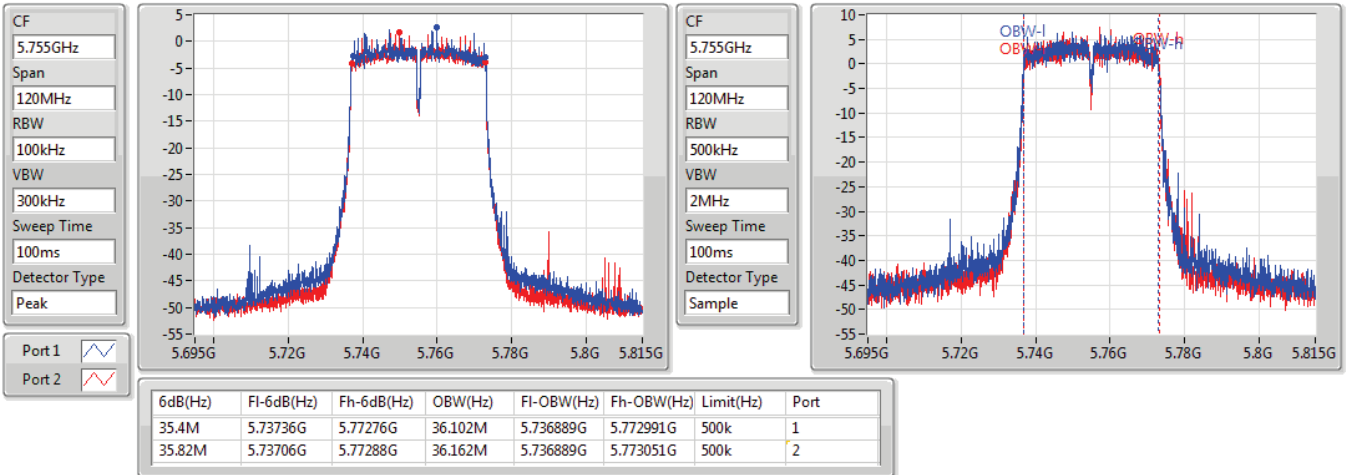 CF
5.755GHz
Span
120MHz
RBW
100kHz
VBW
300kHz
Sweep Time
100ms
Detector Type
Peak
Port 1
Port 2
5
0
-5
-10
-15
-20
-25
-30
-35
-40
-45
-50
-55
5.695G 5.72G 5.74G 5.76G 5.78G 5.8G 5.815G
CF
5.755GHz
Span
120MHz
RBW
500kHz
VBW
2MHz
Sweep Time
100ms
Detector Type
Sample
10
5
0
-5
-10
-15
-20
-25
-30
-35
-40
-45
-50
-55
OBW-l
5.695G 5.72G 5.74G 5.76G 5.78G 5.8G 5.815G
6dB(Hz) Fl-6dB(Hz) Fh-6dB(Hz) OBW(Hz) Fl-OBW(Hz) Fh-OBW(Hz) Limit(Hz) Port
35.4M 5.73736G 5.77276G 36.102M 5.736889G 5.772991G 500k 1
35.82M 5.73706G 5.77288G 36.162M 5.736889G 5.773051G 500k 2